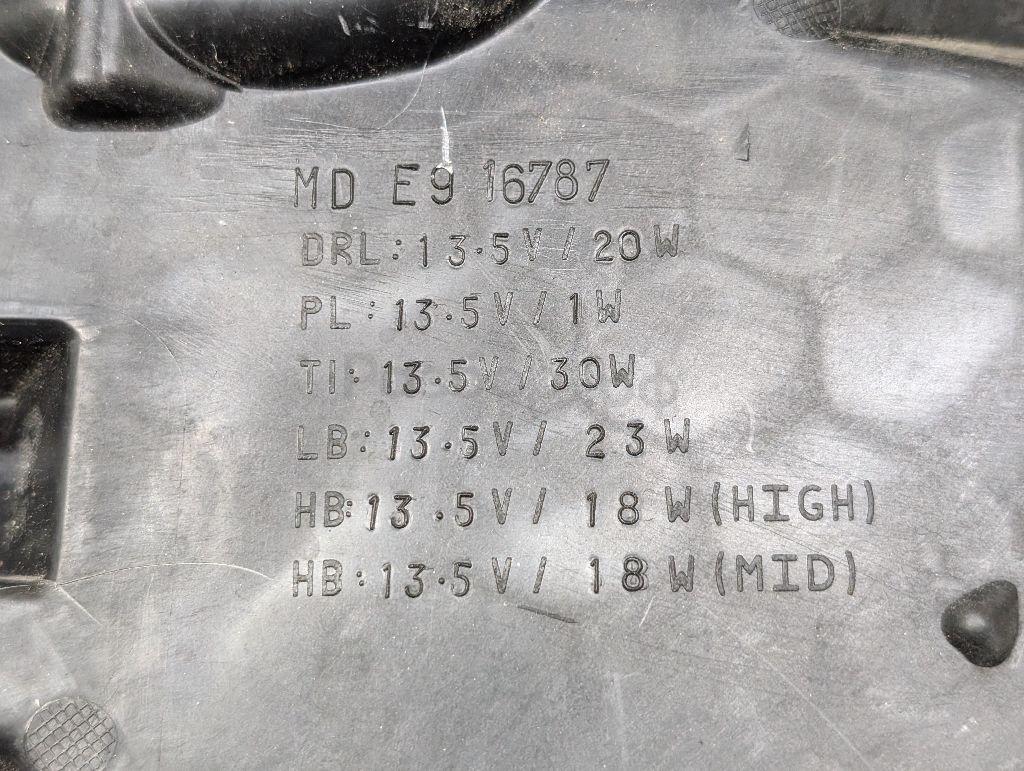 MD E9 16787
DRL: 13.5V / 20W
PL: 13.5V / 1W
TI: 13.5V / 30W
LB: 13.5V / 23W
HB: 13.5V / 18W (HIGH)
HB: 13.5V / 18W (MID)